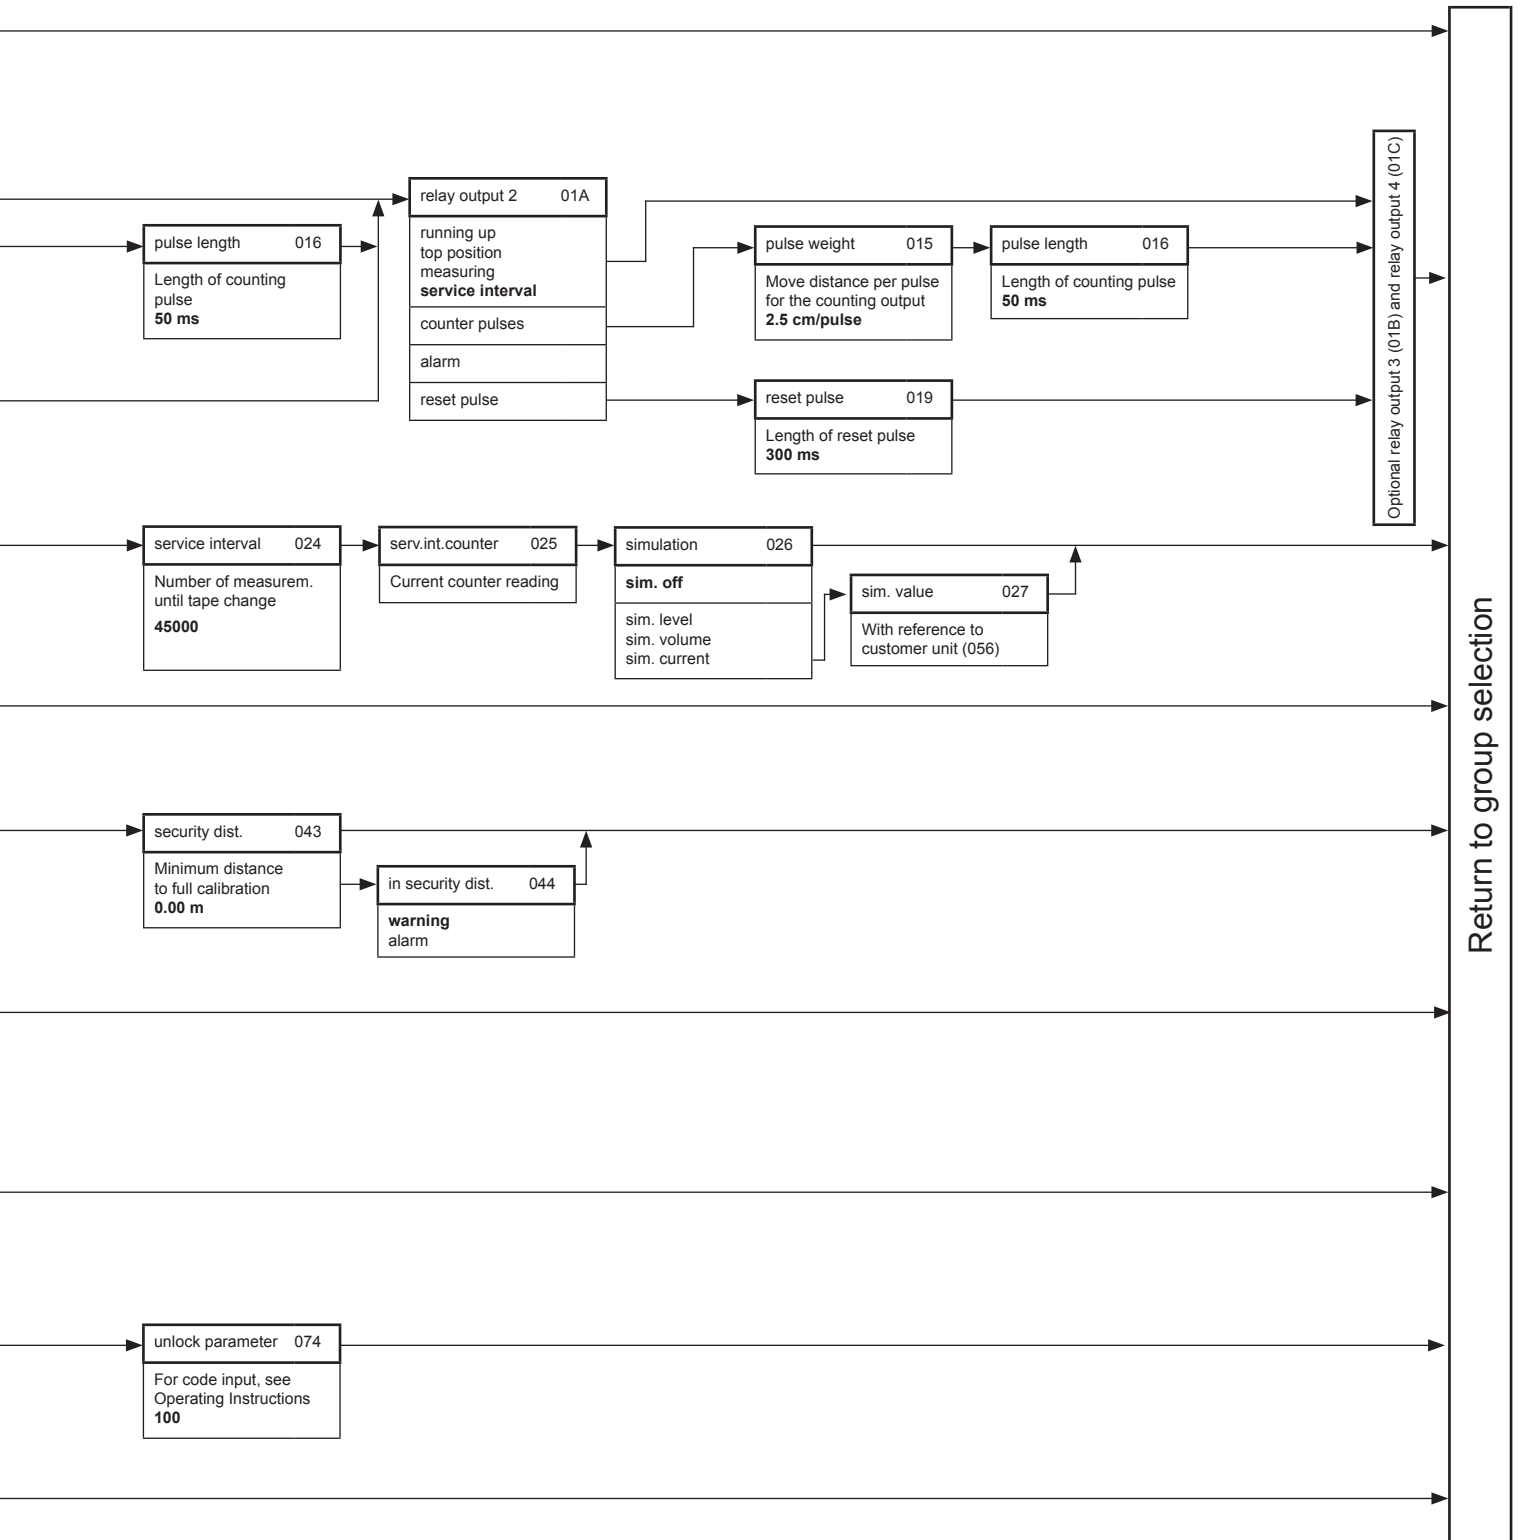 relay output 2 01A
running up
top position
measuring
service interval
counter pulses
alarm
reset pulse
pulse length 016
Length of counting
pulse
50 ms
pulse weight 015
Move distance per pulse
for the counting output
2.5 cm/pulse
pulse length 016
Length of counting pulse
50 ms
reset pulse 019
Length of reset pulse
300 ms
Optional relay output 3 (01B) and relay output 4 (01C)
service interval 024
Number of measurem.
until tape change
45000
serv.int.counter 025
Current counter reading
simulation 026
sim. off
sim. level
sim. volume
sim. current
sim. value 027
With reference to
customer unit (056)
security dist. 043
Minimum distance
to full calibration
0.00 m
in security dist. 044
warning
alarm
unlock parameter 074
For code input, see
Operating Instructions
100
Return to group selection